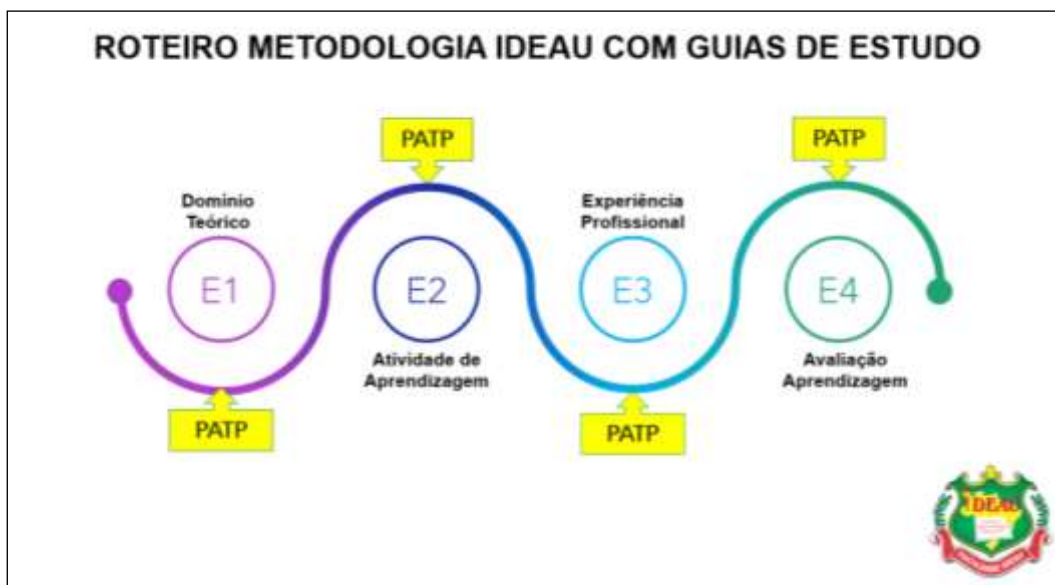 ROTEIRO METODOLOGIA IDEAU COM GUIAS DE ESTUDO
PATP
PATP
Domínio
Teórico
Experiência
Profissional
E1
E2
E3
E4
Atividade de
Aprendizagem
Avaliação
Aprendizagem
PATP
PATP
IDEAU